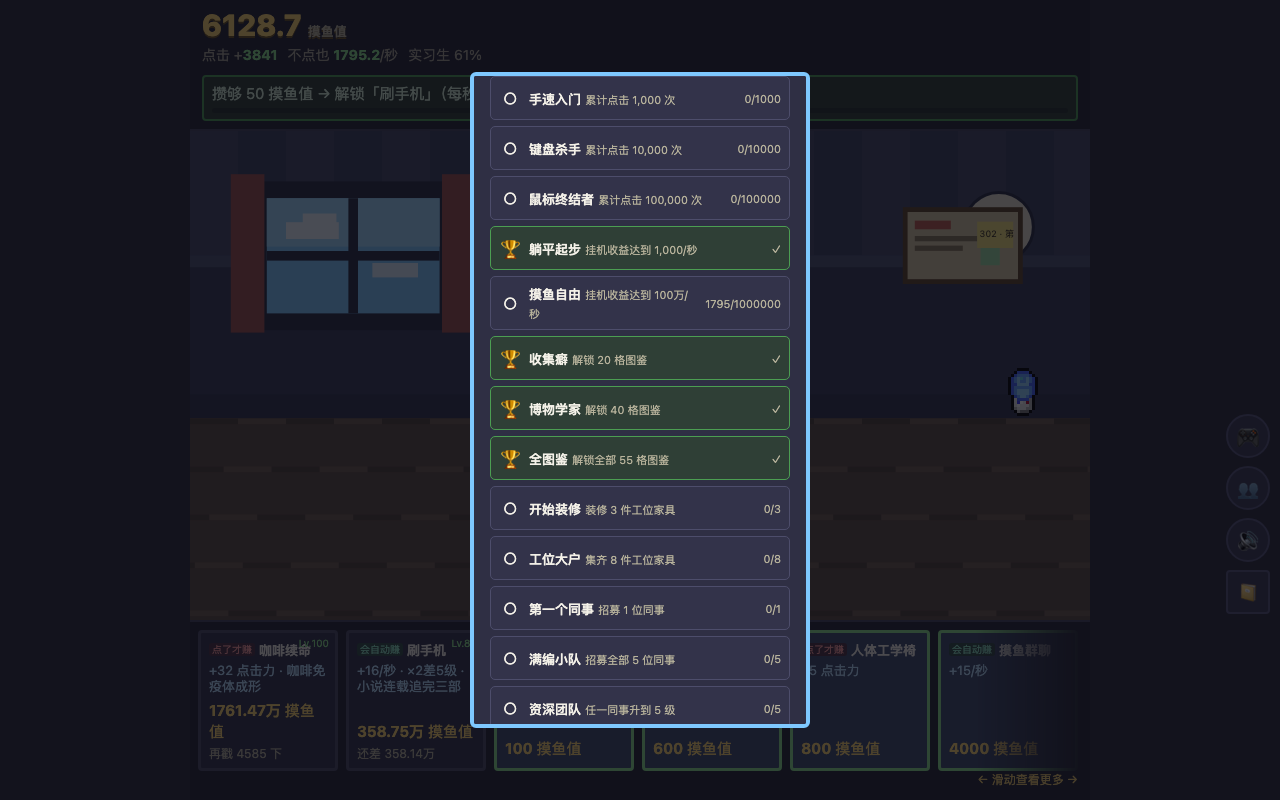 6128.7 摸鱼值
点击 +3841 不点也 1795.2/秒 实习生 61%
攒够 50 摸鱼值 → 解锁「刷手机」（每秒
手速入门 累计点击 1,000 次 0/1000
键盘杀手 累计点击 10,000 次 0/10000
鼠标终结者 累计点击 100,000 次 0/100000
躺平起步 挂机收益达到 1,000/秒 ✓
摸鱼自由 挂机收益达到 100万/
秒 1795/1000000
收集癖 解锁 20 格图鉴 ✓
博物学家 解锁 40 格图鉴 ✓
全图鉴 解锁全部 55 格图鉴 ✓
开始装修 装修 3 件工位家具 0/3
工位大户 集齐 8 件工位家具 0/8
第一个同事 招募 1 位同事 0/1
满编小队 招募全部 5 位同事 0/5
资深团队 任一同事升到 5 级 0/5
302 · 第
点了才赚 咖啡续命 Lv.100
+32 点击力 · 咖啡免
疫体成形
1761.47万 摸鱼
值
再戳 4585 下
会自动赚 刷手机 Lv.8
+16/秒 · ×2差5级 ·
小说连载追完三部
358.75万 摸鱼值
还差 358.14万
100 摸鱼值
600 摸鱼值
点了才赚 人体工学椅
5 点击力
800 摸鱼值
会自动赚 摸鱼群聊
+15/秒
4000 摸鱼值
← 滑动查看更多 →